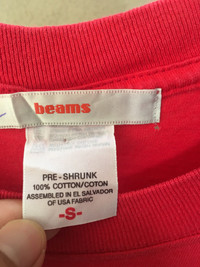 beams
PRE-SHRUNK
100% COTTON/COTON
ASSEMBLED IN EL SALVADOR
OF USA FABRIC
-S-